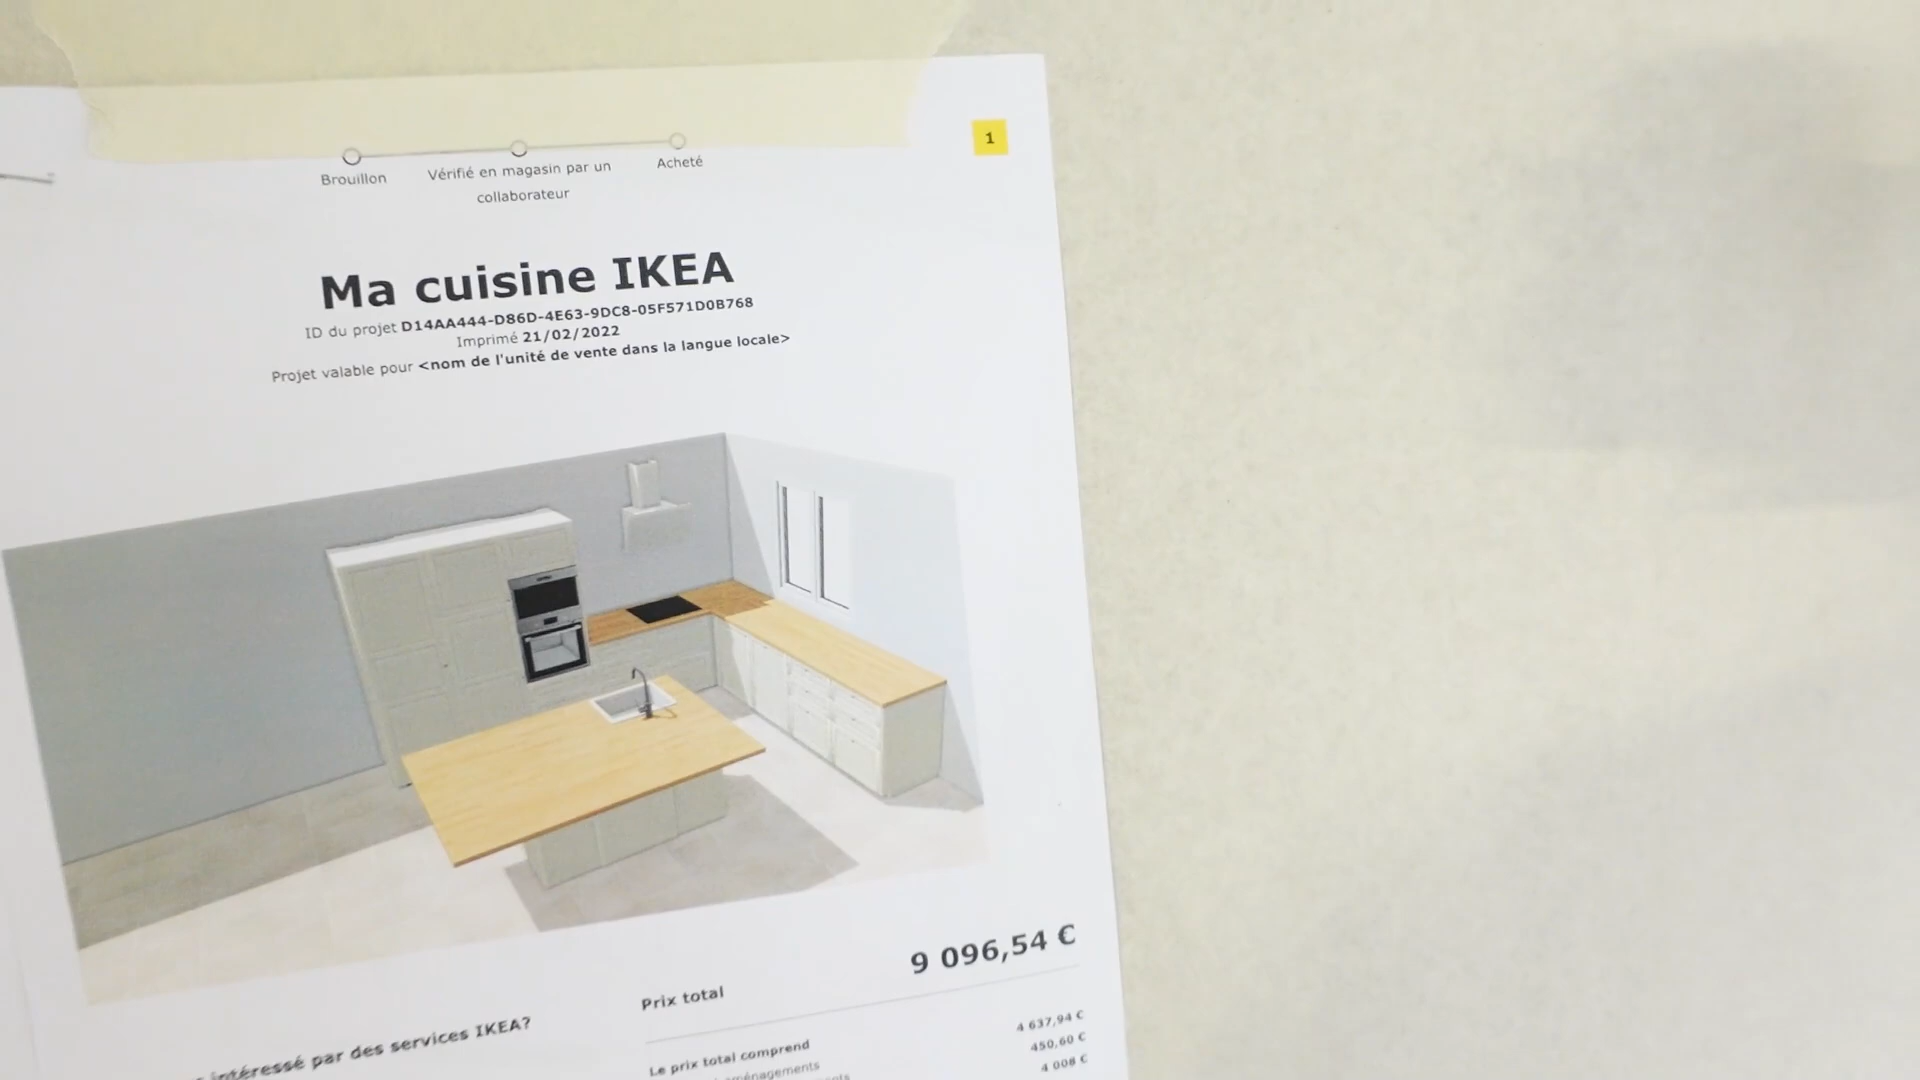 1
Brouillon
Vérifié en magasin par un
collaborateur
Acheté
Ma cuisine IKEA
ID du projet D14AA444-D86D-4E63-9DC8-05F571D0B768
Imprimé 21/02/2022
Projet valable pour <nom de l'unité de vente dans la langue locale>
9 096,54 €
Prix total
intéressé par des services IKEA?
Le prix total comprend
4 637,94 €
450,60 €
4 008 €